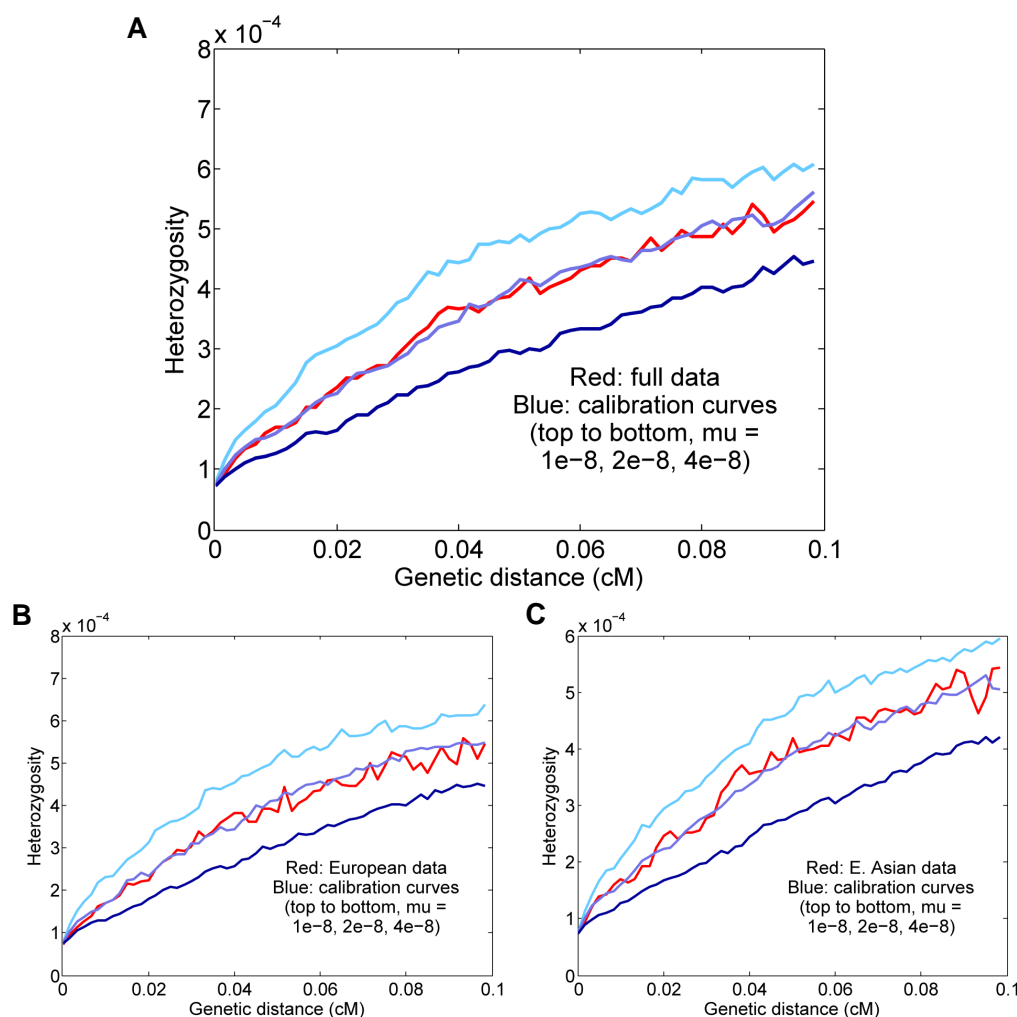 A
8 x 10⁻⁴
7
6
5
4
3
2
1
0
Heterozygosity
Red: full data
Blue: calibration curves
(top to bottom, mu =
1e−8, 2e−8, 4e−8)
0 0.02 0.04 0.06 0.08 0.1
Genetic distance (cM)
B
8 x 10⁻⁴
7
6
5
4
3
2
1
0
Heterozygosity
Red: European data
Blue: calibration curves
(top to bottom, mu =
1e−8, 2e−8, 4e−8)
0 0.02 0.04 0.06 0.08 0.1
Genetic distance (cM)
C
6 x 10⁻⁴
5
4
3
2
1
0
Heterozygosity
Red: E. Asian data
Blue: calibration curves
(top to bottom, mu =
1e−8, 2e−8, 4e−8)
0 0.02 0.04 0.06 0.08 0.1
Genetic distance (cM)